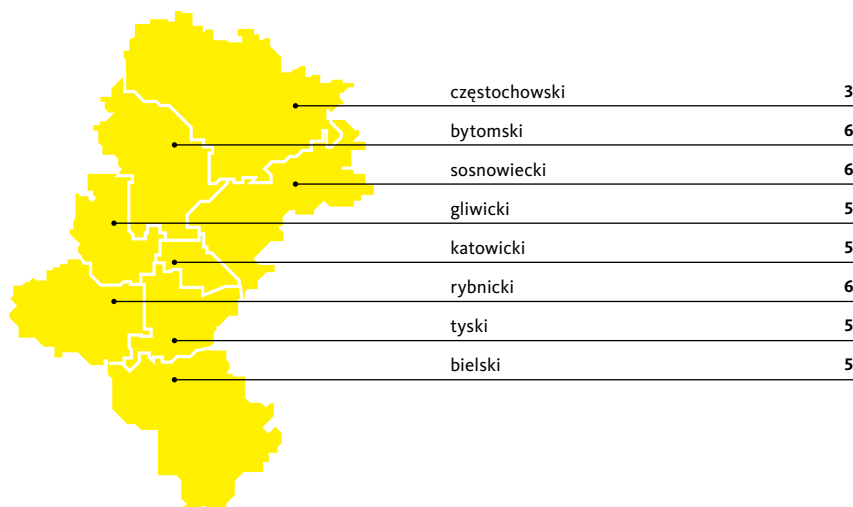 częstochowski 3
bytomski 6
sosnowiecki 6
gliwicki 5
katowicki 5
rybnicki 6
tyski 5
bielski 5